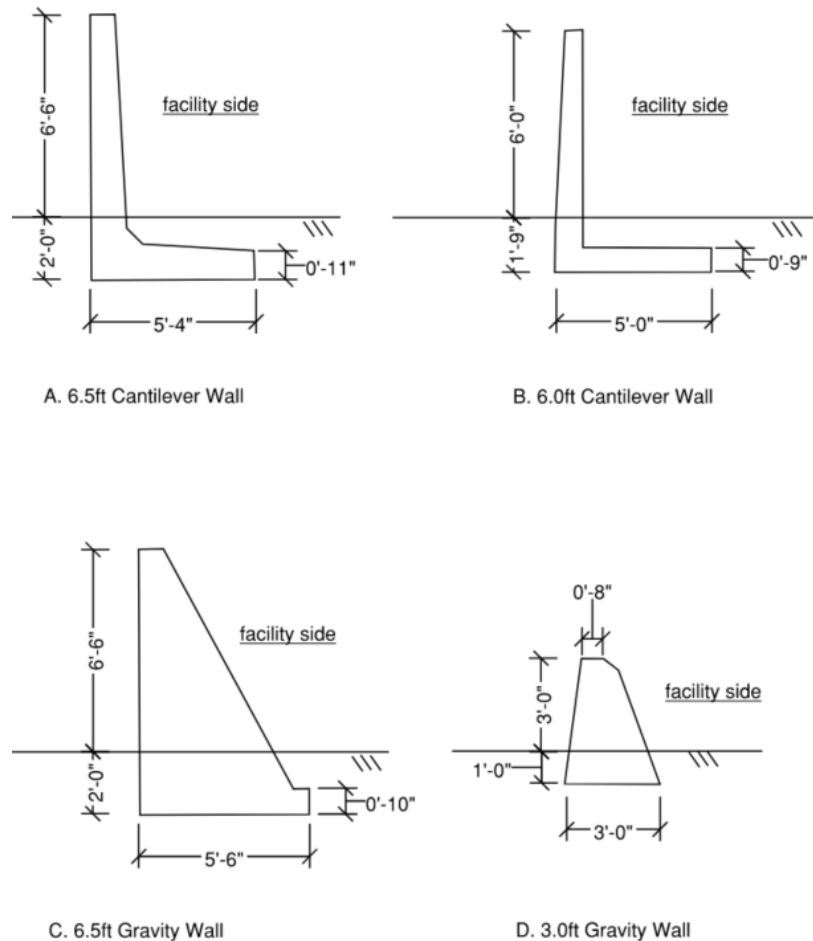 6'-6"
facility side
2'-0"
0'-11"
5'-4"
A. 6.5ft Cantilever Wall
6'-0"
facility side
1'-9"
0'-9"
5'-0"
B. 6.0ft Cantilever Wall
6'-6"
facility side
2'-0"
0'-10"
5'-6"
C. 6.5ft Gravity Wall
0'-8"
3'-0"
facility side
1'-0"
3'-0"
D. 3.0ft Gravity Wall